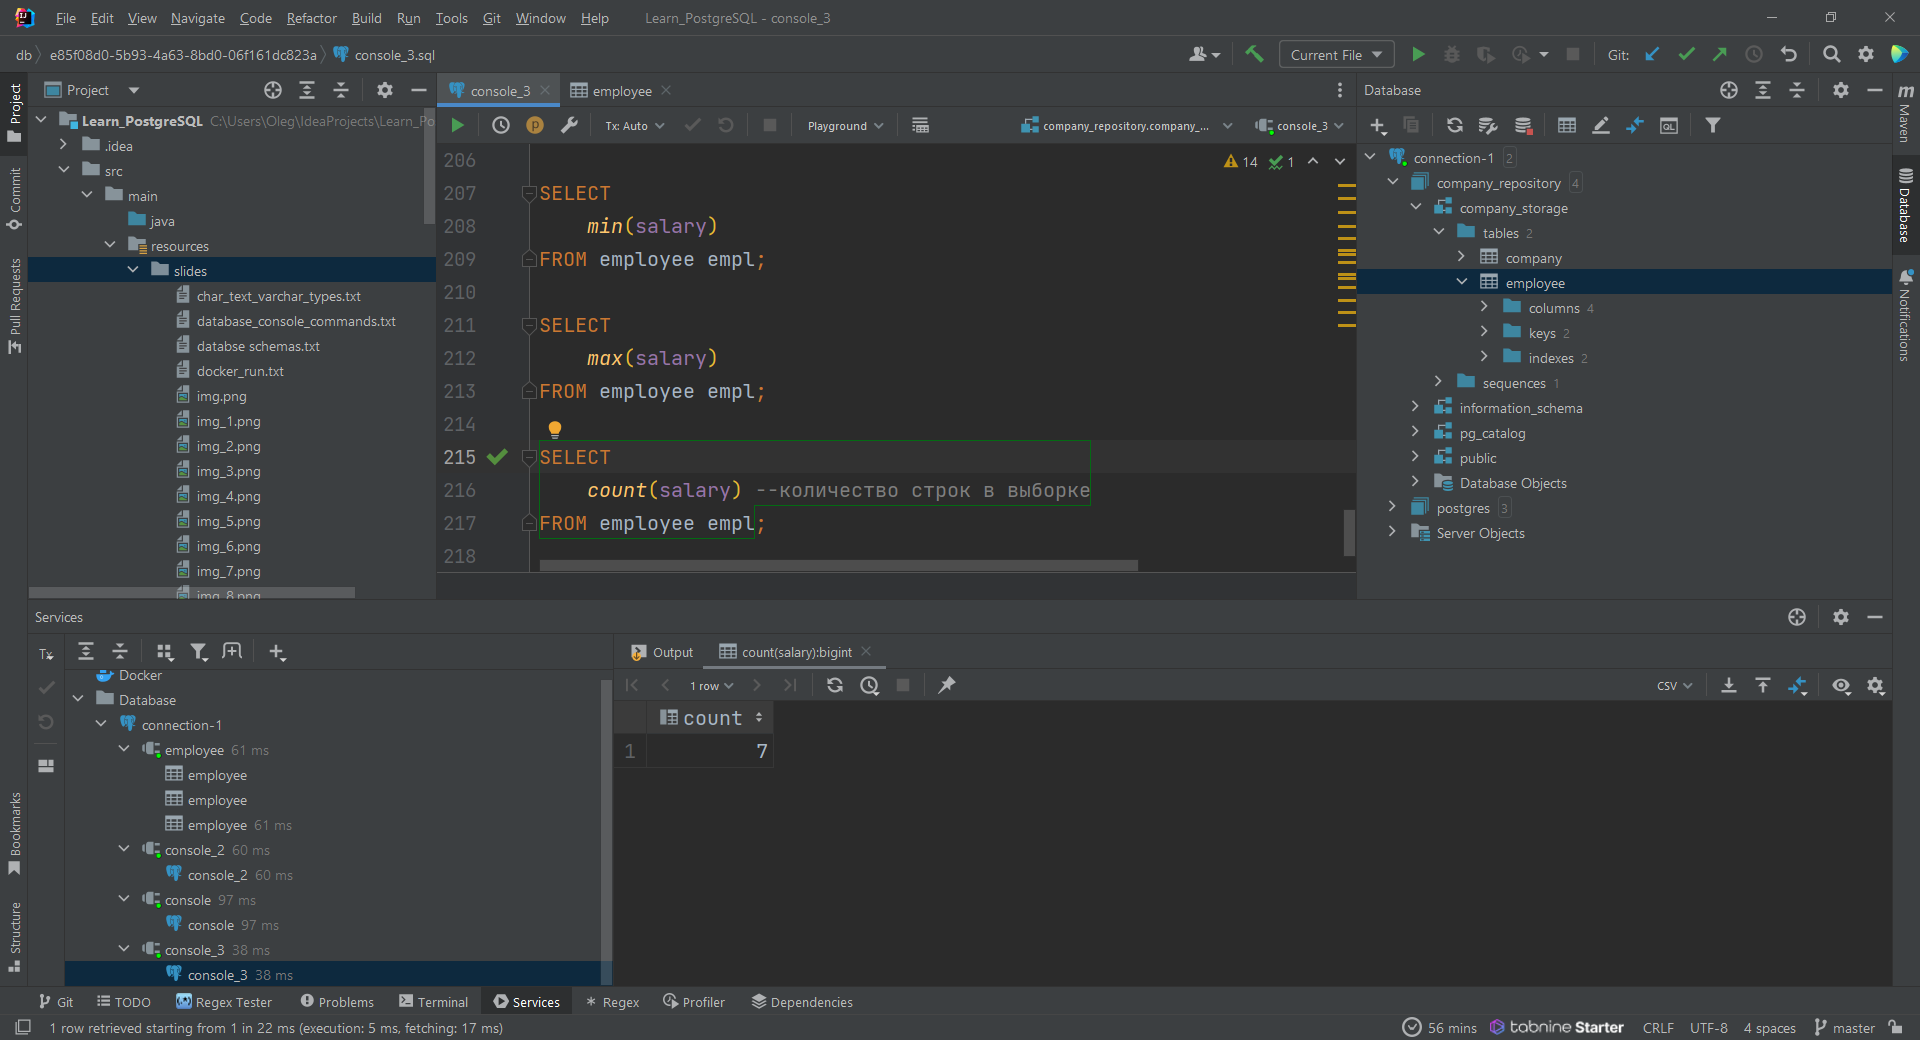 File Edit View Navigate Code Refactor Build Run Tools Git Window Help Learn_PostgreSQL - console_3
db e85f08d0-5b93-4a63-8bd0-06f161dc823a console_3.sql Current File Git:
Project
console_3 employee
Database
Learn_PostgreSQL C:\Users\Oleg\IdeaProjects\Learn_Po
.idea
src
main
java
resources
slides
char_text_varchar_types.txt
database_console_commands.txt
databse schemas.txt
docker_run.txt
img.png
img_1.png
img_2.png
img_3.png
img_4.png
img_5.png
img_6.png
img_7.png
img_8.png
Project
Commit
Pull Requests
Bookmarks
Structure
Tx: Auto Playground company_repository.company_... console_3
14 1
206
207 SELECT
208 min(salary)
209 FROM employee empl;
210
211 SELECT
212 max(salary)
213 FROM employee empl;
214
215 SELECT
216 count(salary) --количество строк в выборке
217 FROM employee empl;
218
connection-1 2
company_repository 4
company_storage
tables 2
company
employee
columns 4
keys 2
indexes 2
sequences 1
information_schema
pg_catalog
public
Database Objects
postgres 3
Server Objects
m
Maven
Database
Notifications
Services
Tx
Docker
Database
connection-1
employee 61 ms
employee
employee
employee 61 ms
console_2 60 ms
console_2 60 ms
console 97 ms
console 97 ms
console_3 38 ms
console_3 38 ms
Output count(salary):bigint
1 row CSV
count
1 7
Git TODO Regex Tester Problems Terminal Services Regex Profiler Dependencies
1 row retrieved starting from 1 in 22 ms (execution: 5 ms, fetching: 17 ms) 56 mins tabnine Starter CRLF UTF-8 4 spaces master